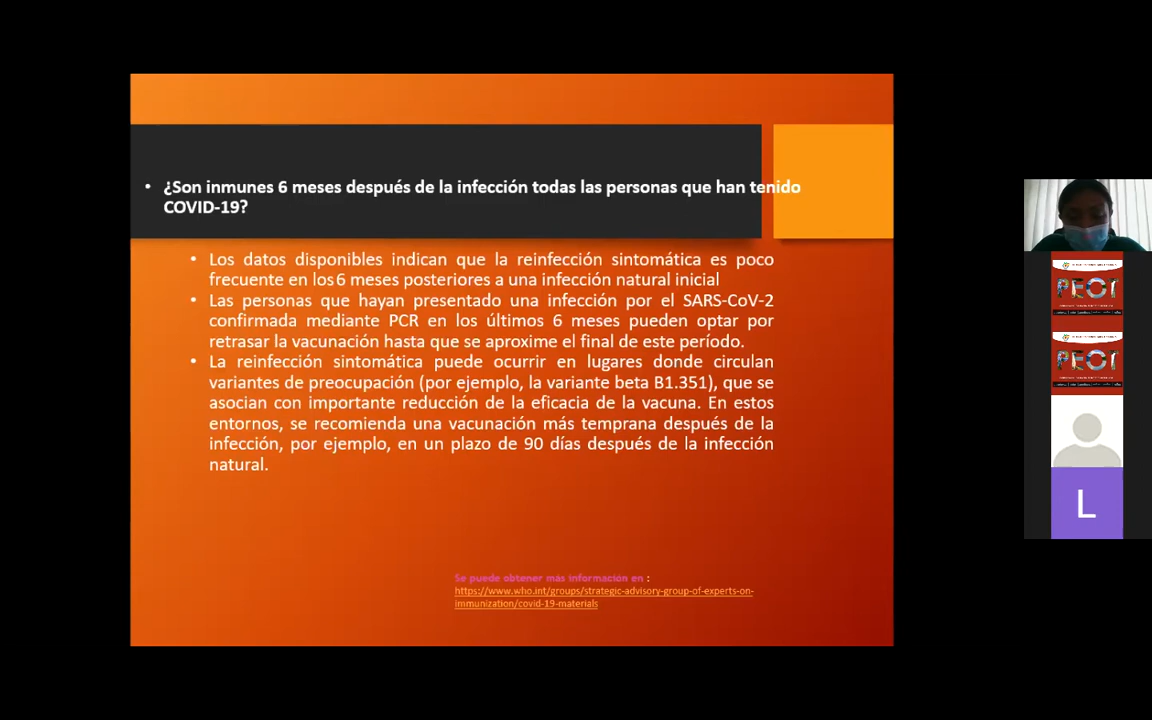 • ¿Son inmunes 6 meses después de la infección todas las personas que han tenido
COVID-19?
• Los datos disponibles indican que la reinfección sintomática es poco
frecuente en los 6 meses posteriores a una infección natural inicial
• Las personas que hayan presentado una infección por el SARS-CoV-2
confirmada mediante PCR en los últimos 6 meses pueden optar por
retrasar la vacunación hasta que se aproxime el final de este período.
• La reinfección sintomática puede ocurrir en lugares donde circulan
variantes de preocupación (por ejemplo, la variante beta B1.351), que se
asocian con importante reducción de la eficacia de la vacuna. En estos
entornos, se recomienda una vacunación más temprana después de la
infección, por ejemplo, en un plazo de 90 días después de la infección
natural.
Se puede obtener más información en :
https://www.who.int/groups/strategic-advisory-group-of-experts-on-
immunization/covid-19-materials
L